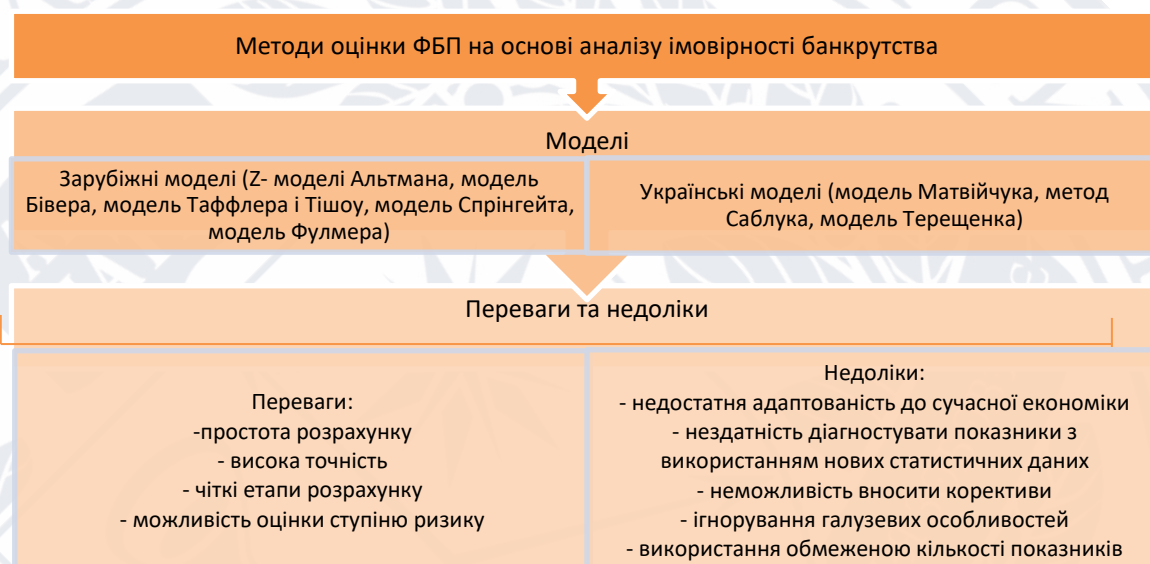 Методи оцінки ФБП на основі аналізу імовірності банкрутства
Моделі
Зарубіжні моделі (Z- моделі Альтмана, модель
Бівера, модель Таффлера і Тішоу, модель Спрінгейта,
модель Фулмера)
Українські моделі (модель Матвійчука, метод
Саблука, модель Терещенка)
Переваги та недоліки
Переваги:
-простота розрахунку
- висока точність
- чіткі етапи розрахунку
- можливість оцінки ступіню ризику
Недоліки:
- недостатня адаптованість до сучасної економіки
- нездатність діагностувати показники з
використанням нових статистичних даних
- неможливість вносити корективи
- ігнорування галузевих особливостей
- використання обмеженою кількості показників